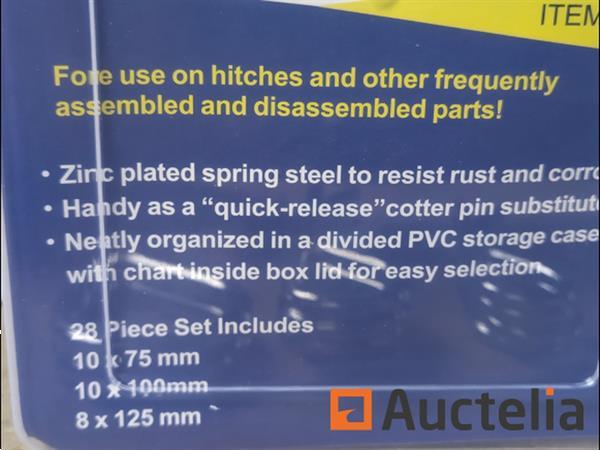 ITEM
Fore use on hitches and other frequently
assembled and disassembled parts!
• Zinc plated spring steel to resist rust and corro
• Handy as a “quick-release”cotter pin substitute
• Neatly organized in a divided PVC storage case
with chart inside box lid for easy selection
28 Piece Set Includes
10 x 75 mm
10 x 100mm
8 x 125 mm
Auctelia